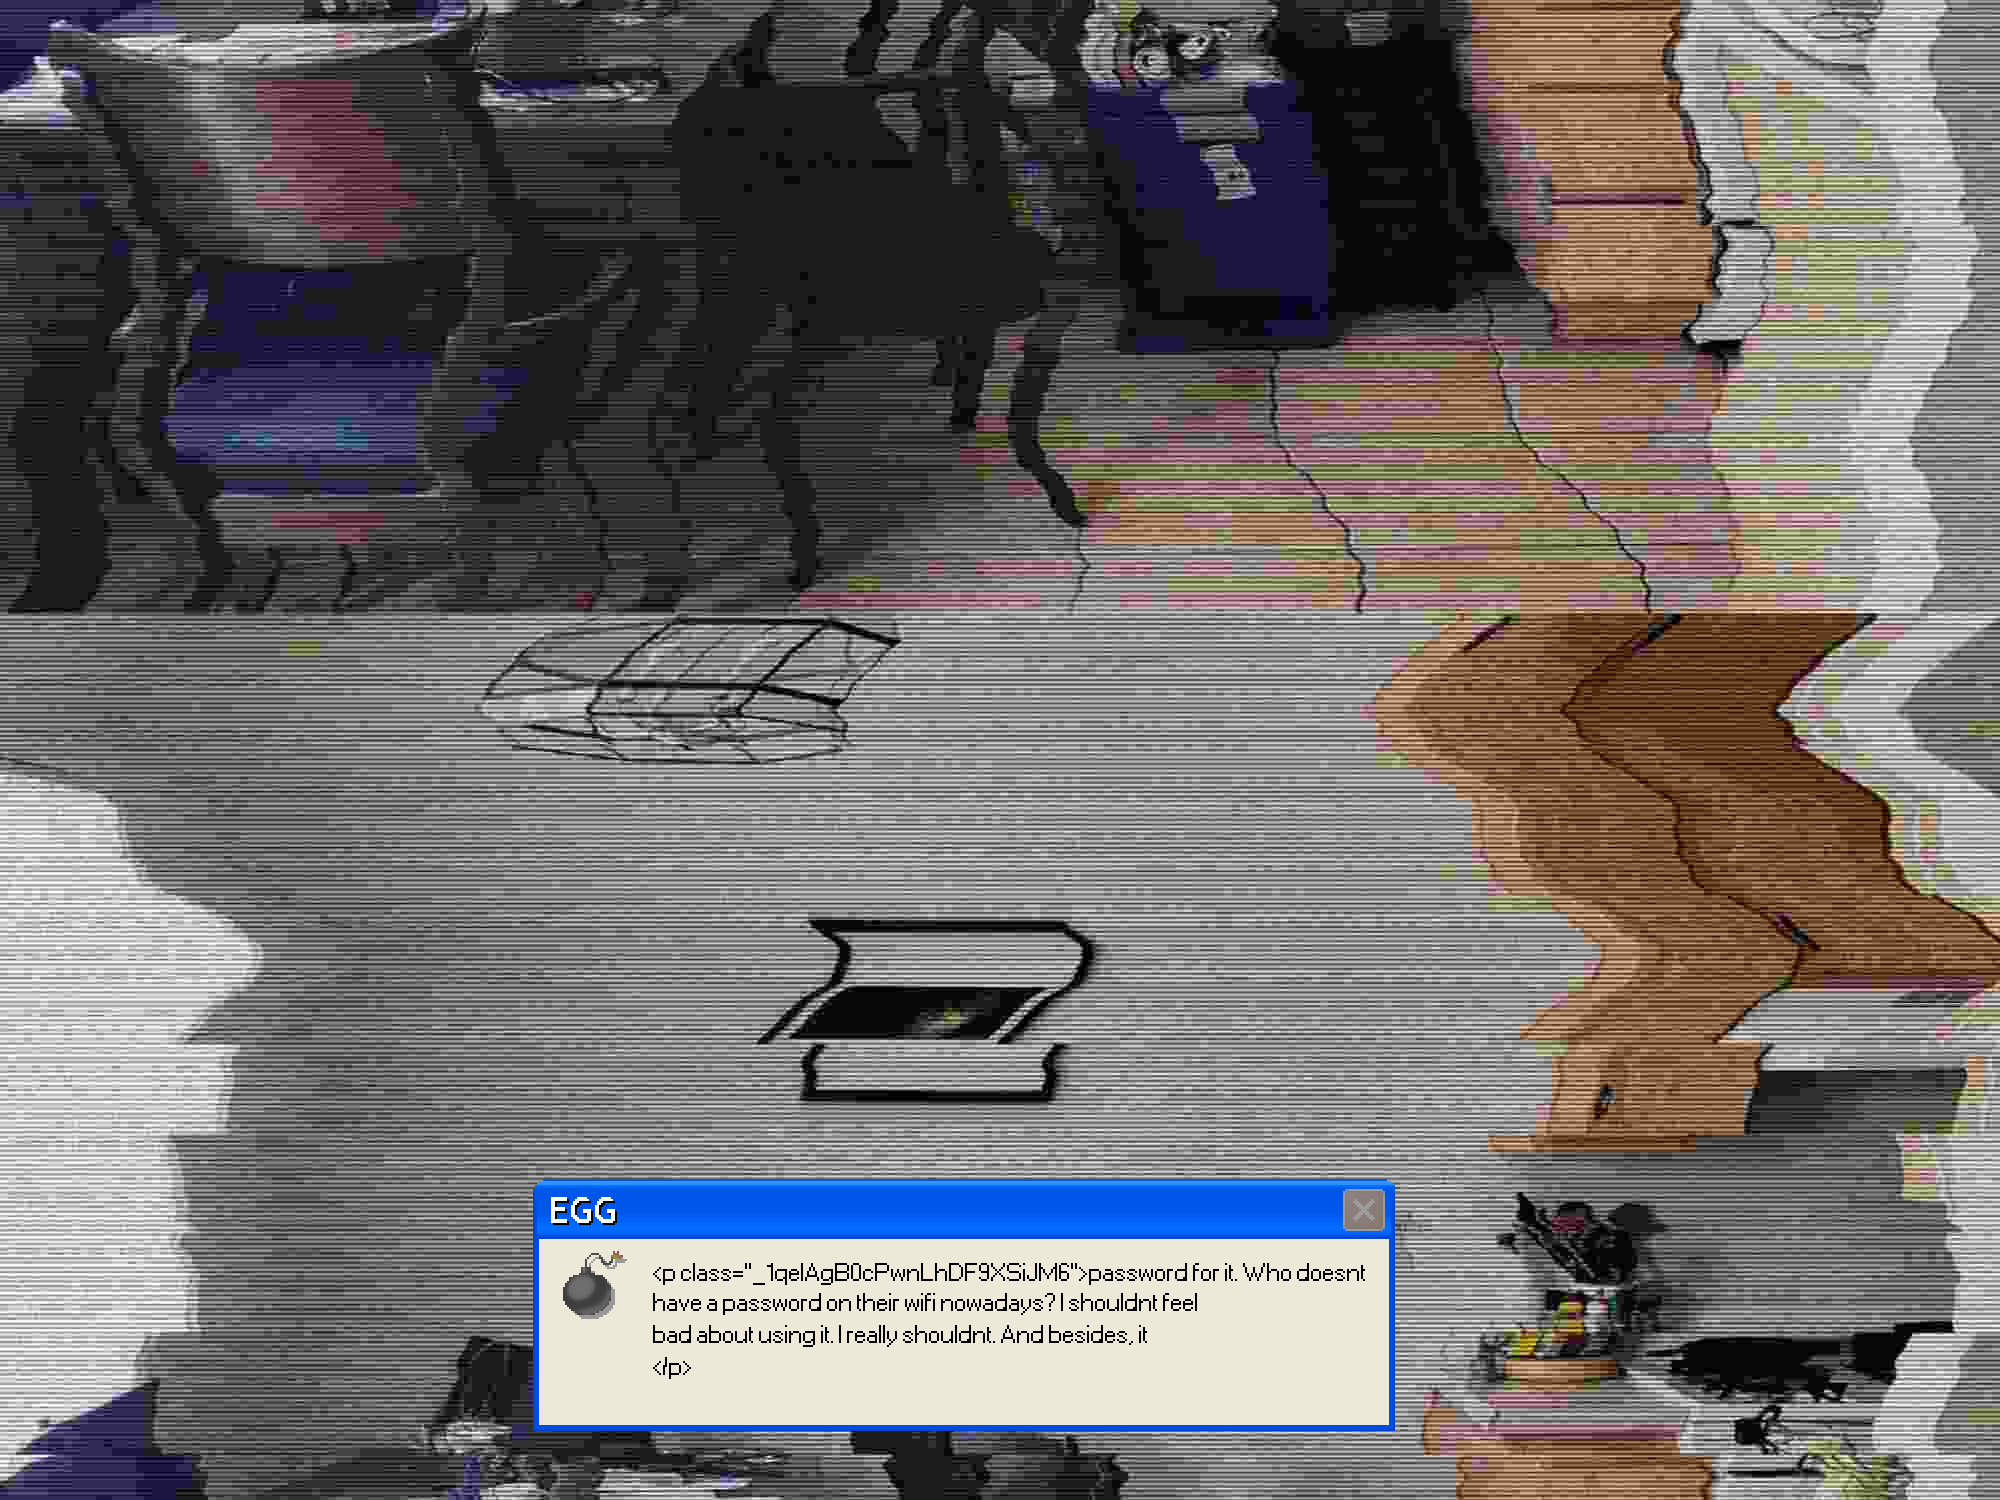 EGG
<p class="_1qeIAgB0cPwnLhDF9XSiJM6">password for it. Who doesnt
have a password on their wifi nowadays? I shouldnt feel
bad about using it. I really shouldnt. And besides, it
</p>